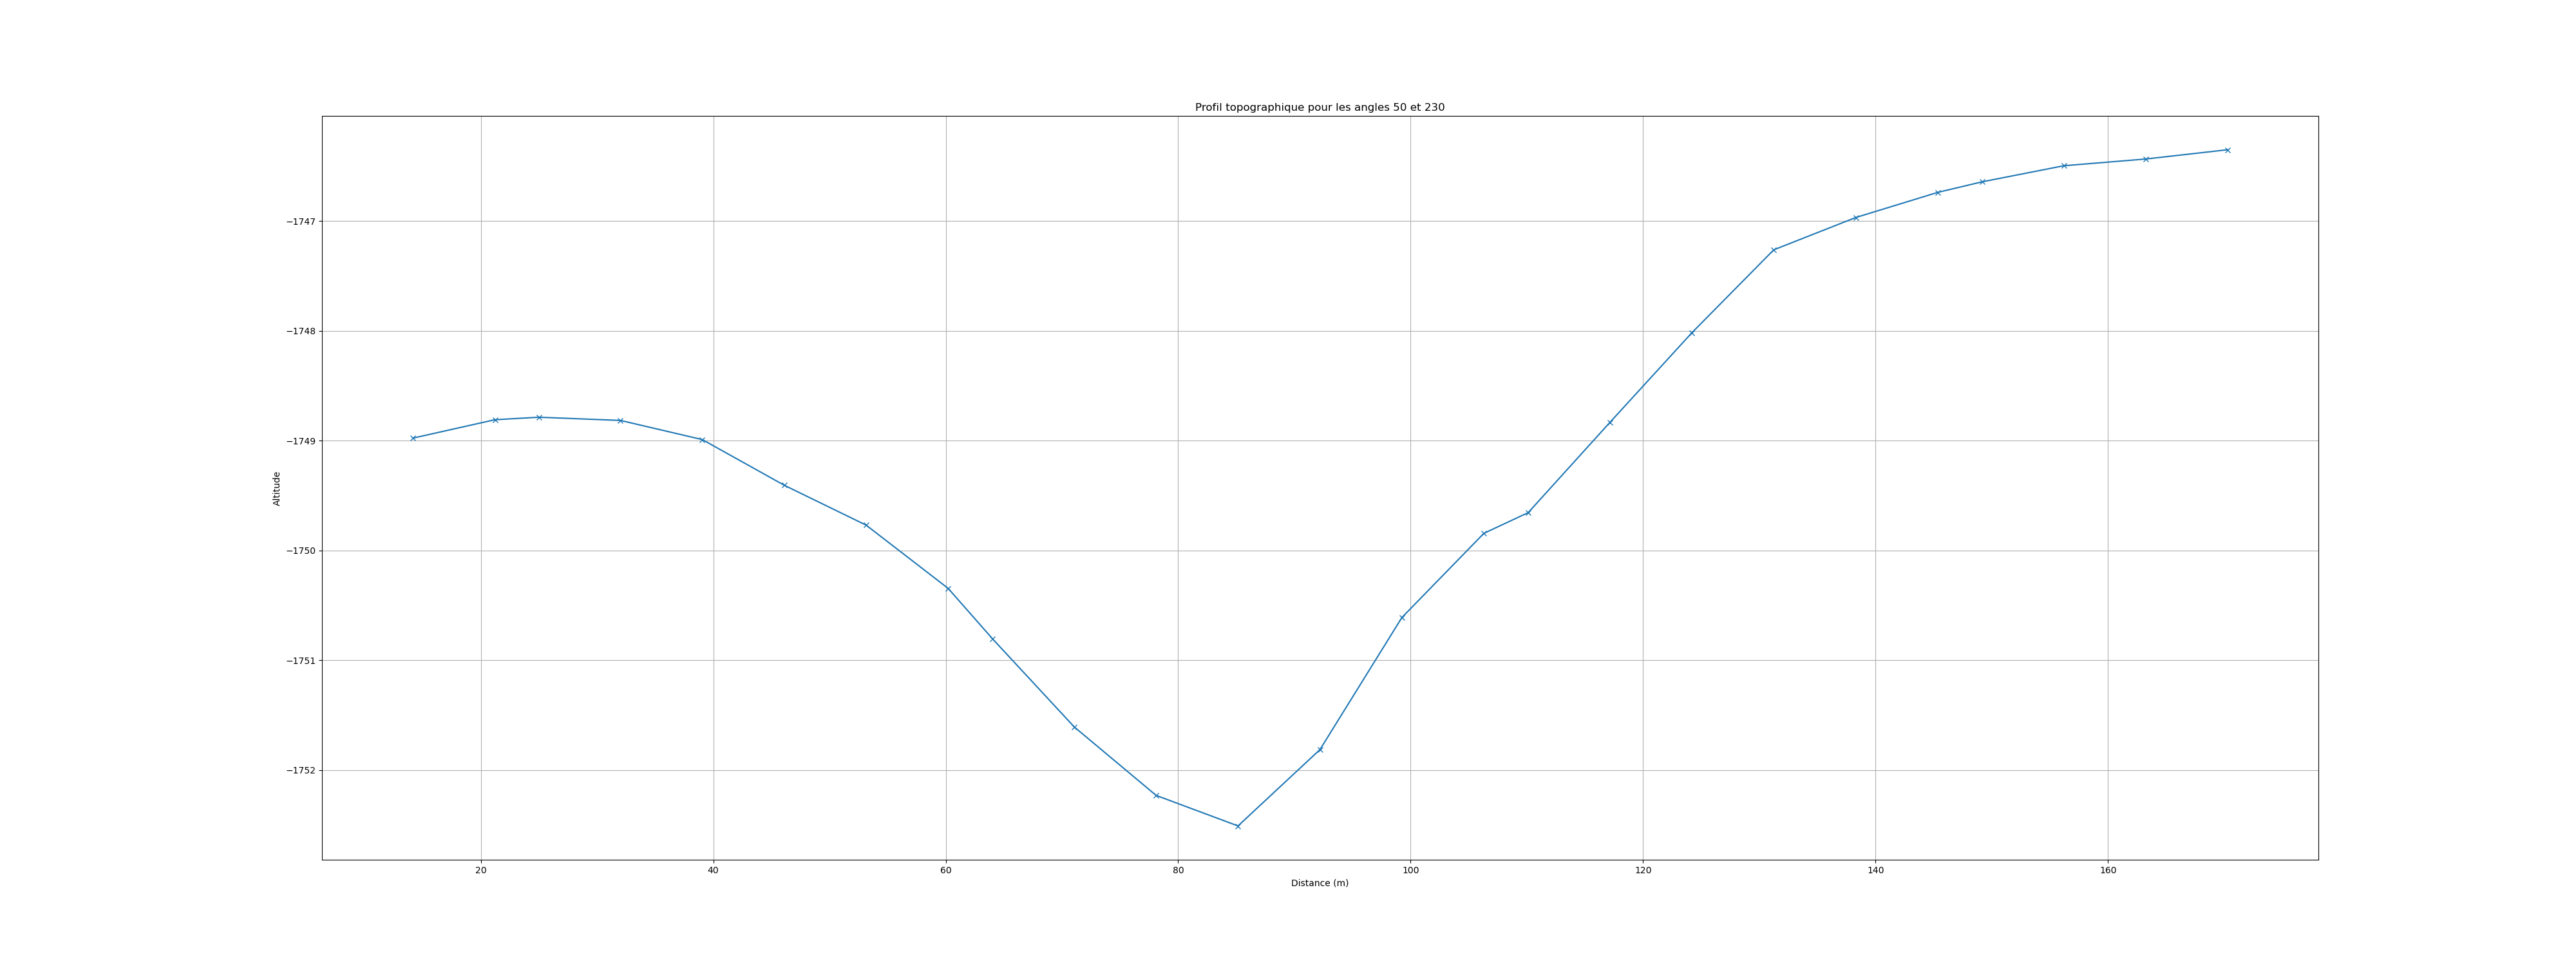 Profil topographique pour les angles 50 et 230
−1747
−1748
−1749
Altitude
−1750
−1751
−1752
20 40 60 80 100 120 140 160
Distance (m)